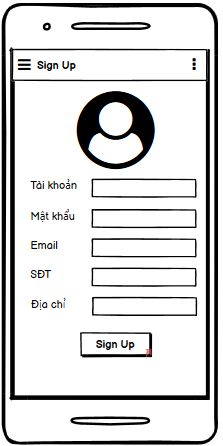 Sign Up
Tài khoản
Mật khẩu
Email
SĐT
Địa chỉ
Sign Up